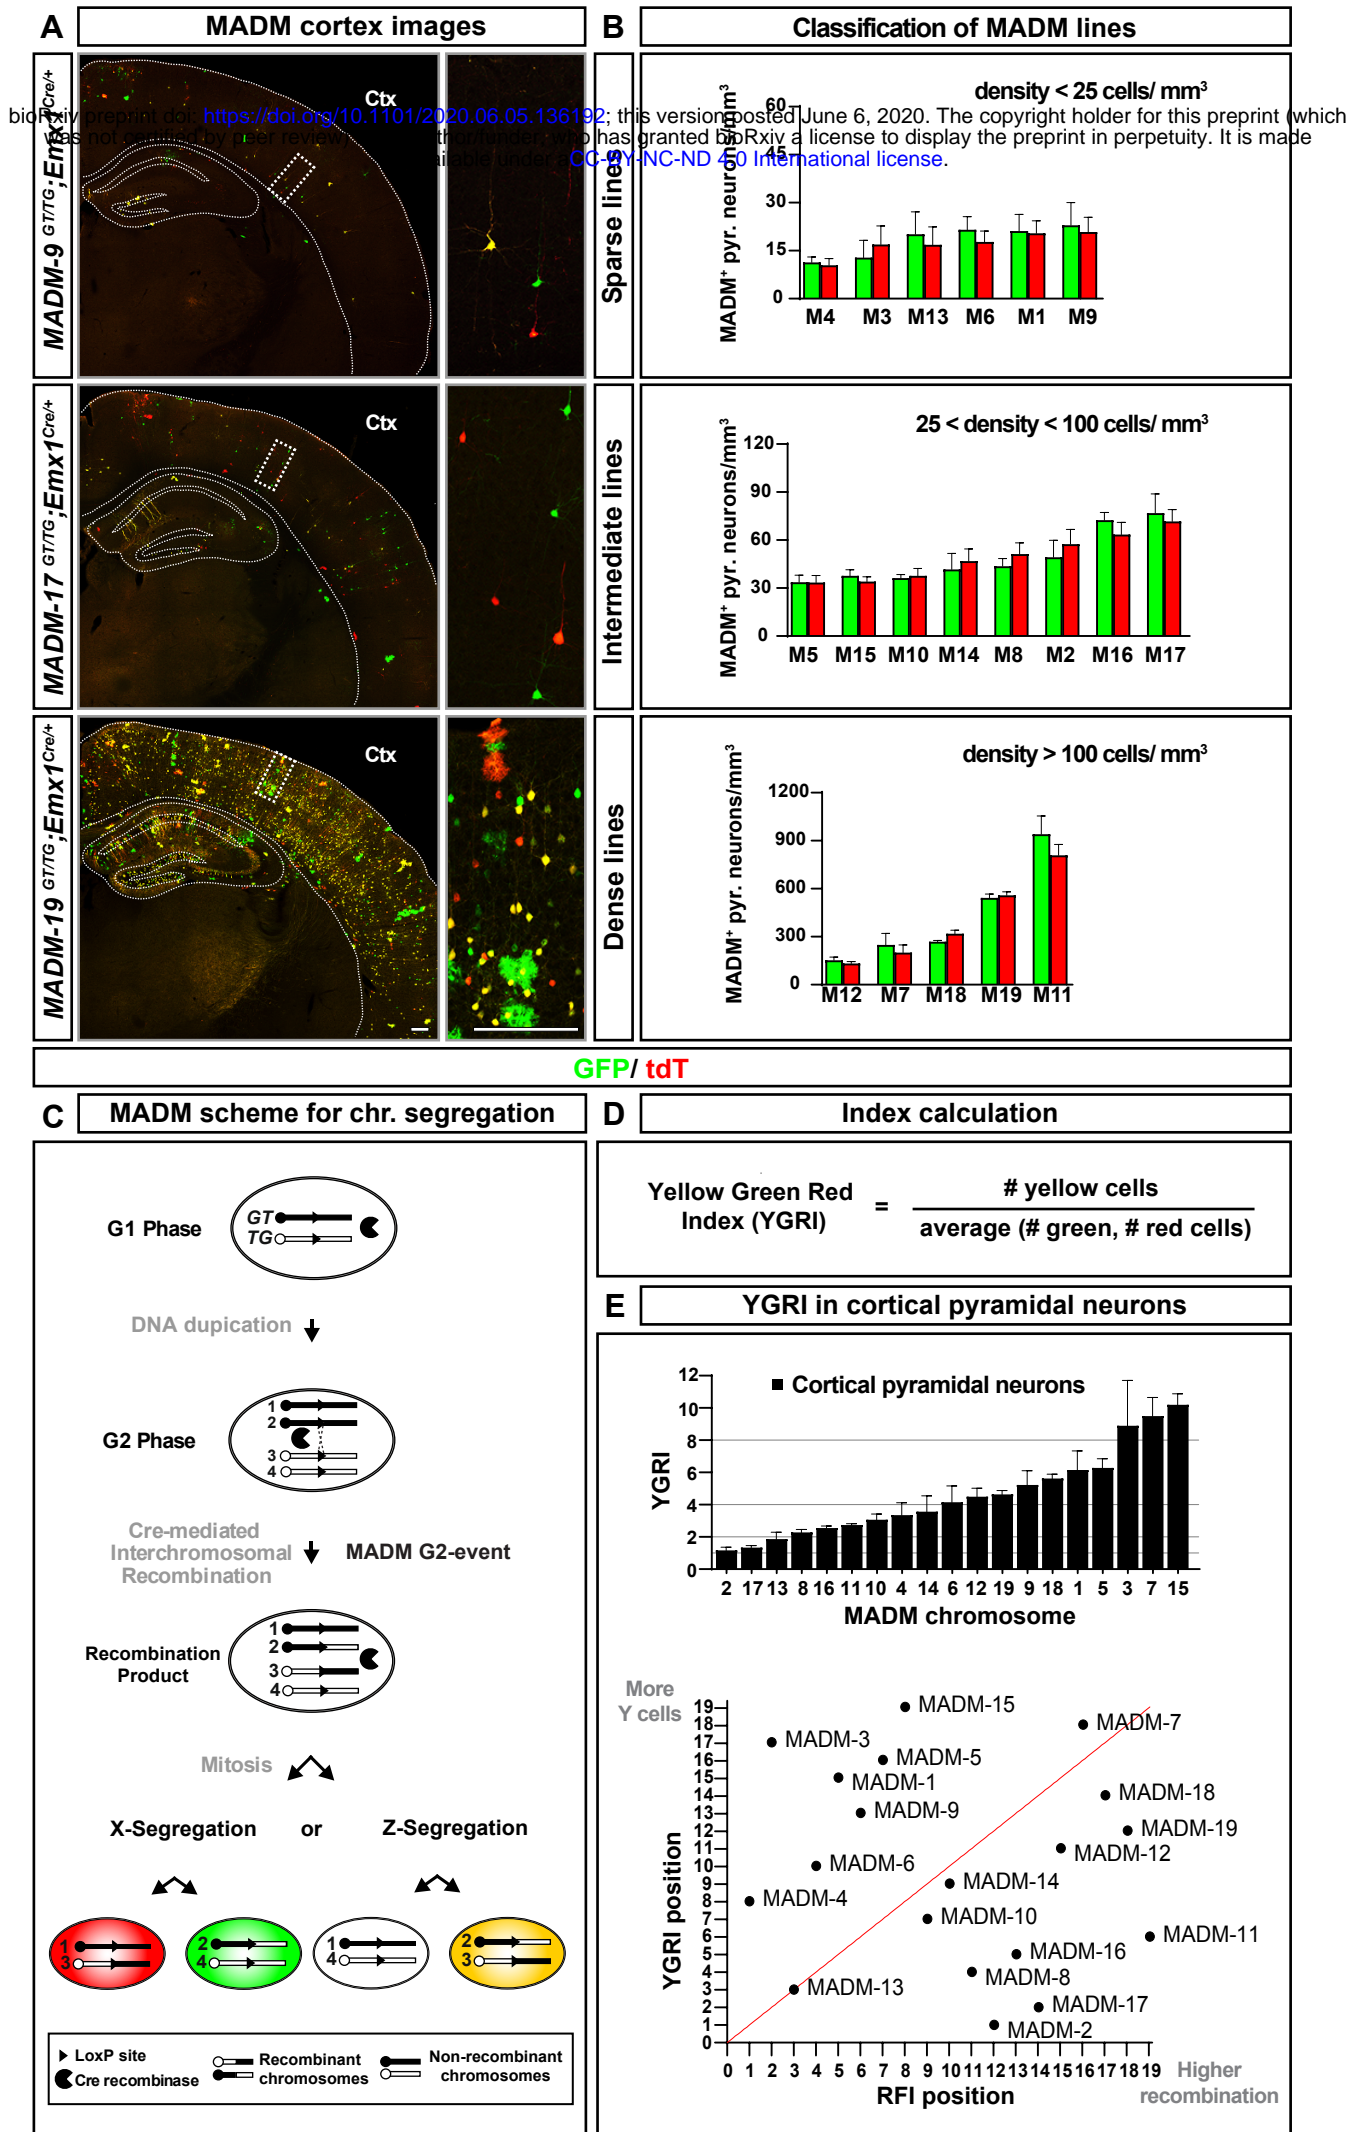 A
MADM cortex images
B
Classification of MADM lines
bioRxiv preprint doi: https://doi.org/10.1101/2020.06.05.136192; this version posted June 6, 2020. The copyright holder for this preprint (which
was not certified by peer review) thor/funder, who has granted bioRxiv a license to display the preprint in perpetuity. It is made
under a CC-BY-NC-ND 4.0 International license.
MADM-9 GT/TG;Emx1Cre/+
Ctx
Sparse lines
density < 25 cells/ mm3
MADM+ pyr. neurons/mm3
60
45
30
15
0
M4 M3 M13 M6 M1 M9
MADM-17 GT/TG;Emx1Cre/+
Ctx
Intermediate lines
25 < density < 100 cells/ mm3
MADM+ pyr. neurons/mm3
120
90
60
30
0
M5 M15 M10 M14 M8 M2 M16 M17
MADM-19 GT/TG;Emx1Cre/+
Ctx
Dense lines
density > 100 cells/ mm3
MADM+ pyr. neurons/mm3
1200
900
600
300
0
M12 M7 M18 M19 M11
GFP/ tdT
C
MADM scheme for chr. segregation
G1 Phase
GT
TG
DNA dupication
G2 Phase
1
2
3
4
Cre-mediated
Interchromosomal
Recombination
MADM G2-event
Recombination
Product
1
2
3
4
Mitosis
X-Segregation or Z-Segregation
1 2 1 2
3 4 4 3
LoxP site
Cre recombinase
Recombinant
chromosomes
Non-recombinant
chromosomes
D
Index calculation
Yellow Green Red
Index (YGRI)
=
# yellow cells
average (# green, # red cells)
E
YGRI in cortical pyramidal neurons
Cortical pyramidal neurons
YGRI
12
10
8
6
4
2
0
2 17 13 8 16 11 10 4 14 6 12 19 9 18 1 5 3 7 15
MADM chromosome
More
Y cells
YGRI position
19
18
17
16
15
14
13
12
11
10
9
8
7
6
5
4
3
2
1
0
MADM-15
MADM-7
MADM-3
MADM-5
MADM-1
MADM-18
MADM-9
MADM-19
MADM-12
MADM-6
MADM-14
MADM-4
MADM-10
MADM-11
MADM-16
MADM-8
MADM-13
MADM-17
MADM-2
0 1 2 3 4 5 6 7 8 9 10 11 12 13 14 15 16 17 18 19
RFI position
Higher
recombination